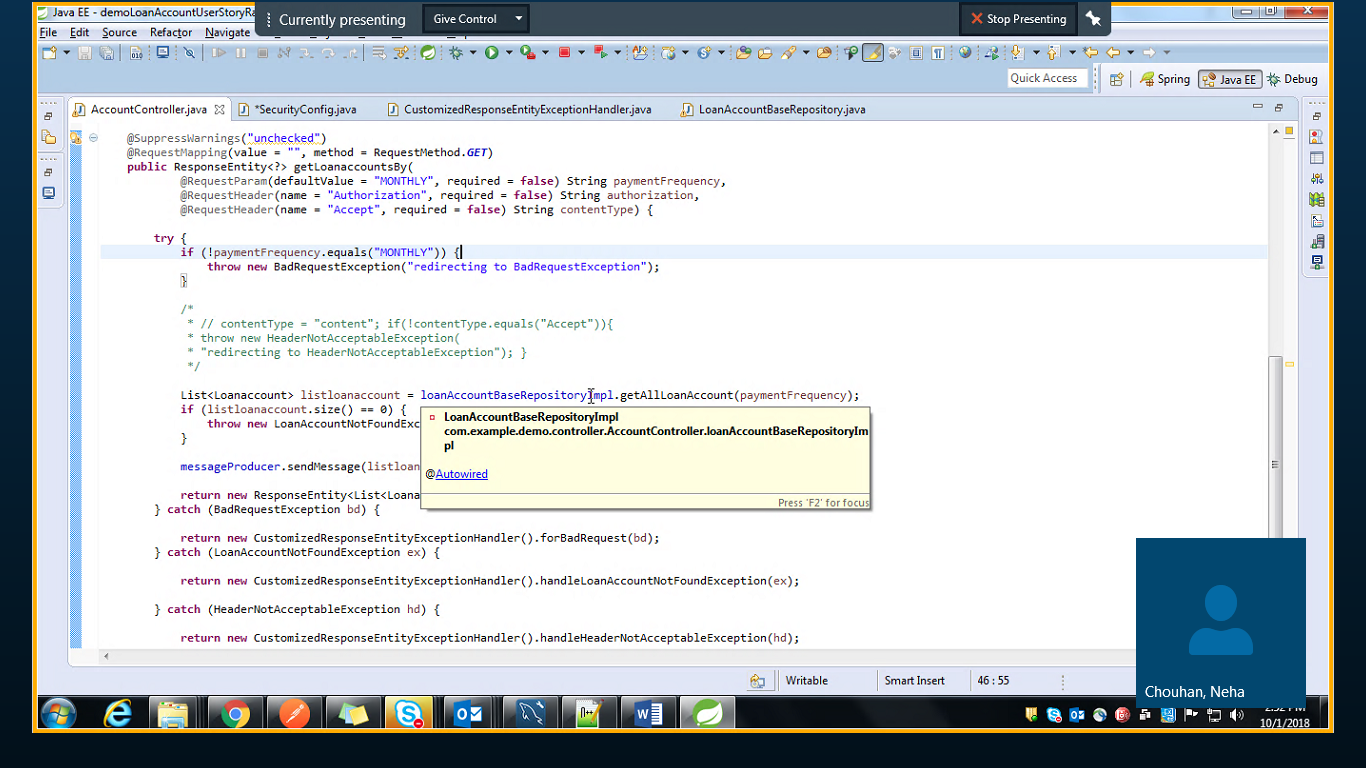 Java EE - demoLoanAccountUserStoryRa
Currently presenting
Give Control
Stop Presenting
File Edit Source Refactor Navigate
Quick Access
Spring
Java EE
Debug
AccountController.java
*SecurityConfig.java
CustomizedResponseEntityExceptionHandler.java
LoanAccountBaseRepository.java
@SuppressWarnings("unchecked")
@RequestMapping(value = "", method = RequestMethod.GET)
public ResponseEntity<?> getLoanaccountsBy(
@RequestParam(defaultValue = "MONTHLY", required = false) String paymentFrequency,
@RequestHeader(name = "Authorization", required = false) String authorization,
@RequestHeader(name = "Accept", required = false) String contentType) {
try {
if (!paymentFrequency.equals("MONTHLY")) {
throw new BadRequestException("redirecting to BadRequestException");
}
/*
* // contentType = "content"; if(!contentType.equals("Accept")){
* throw new HeaderNotAcceptableException(
* "redirecting to HeaderNotAcceptableException"); }
*/
List<Loanaccount> listloanaccount = loanAccountBaseRepositoryImpl.getAllLoanAccount(paymentFrequency);
if (listloanaccount.size() == 0) {
throw new LoanAccountNotFoundExc
}
messageProducer.sendMessage(listloan
return new ResponseEntity<List<Loana
LoanAccountBaseRepositoryImpl
com.example.demo.controller.AccountController.loanAccountBaseRepositoryIm
pl
@Autowired
Press 'F2' for focus
} catch (BadRequestException bd) {
return new CustomizedResponseEntityExceptionHandler().forBadRequest(bd);
} catch (LoanAccountNotFoundException ex) {
return new CustomizedResponseEntityExceptionHandler().handleLoanAccountNotFoundException(ex);
} catch (HeaderNotAcceptableException hd) {
return new CustomizedResponseEntityExceptionHandler().handleHeaderNotAcceptableException(hd);
Writable
Smart Insert
46 : 55
Chouhan, Neha
10/1/2018